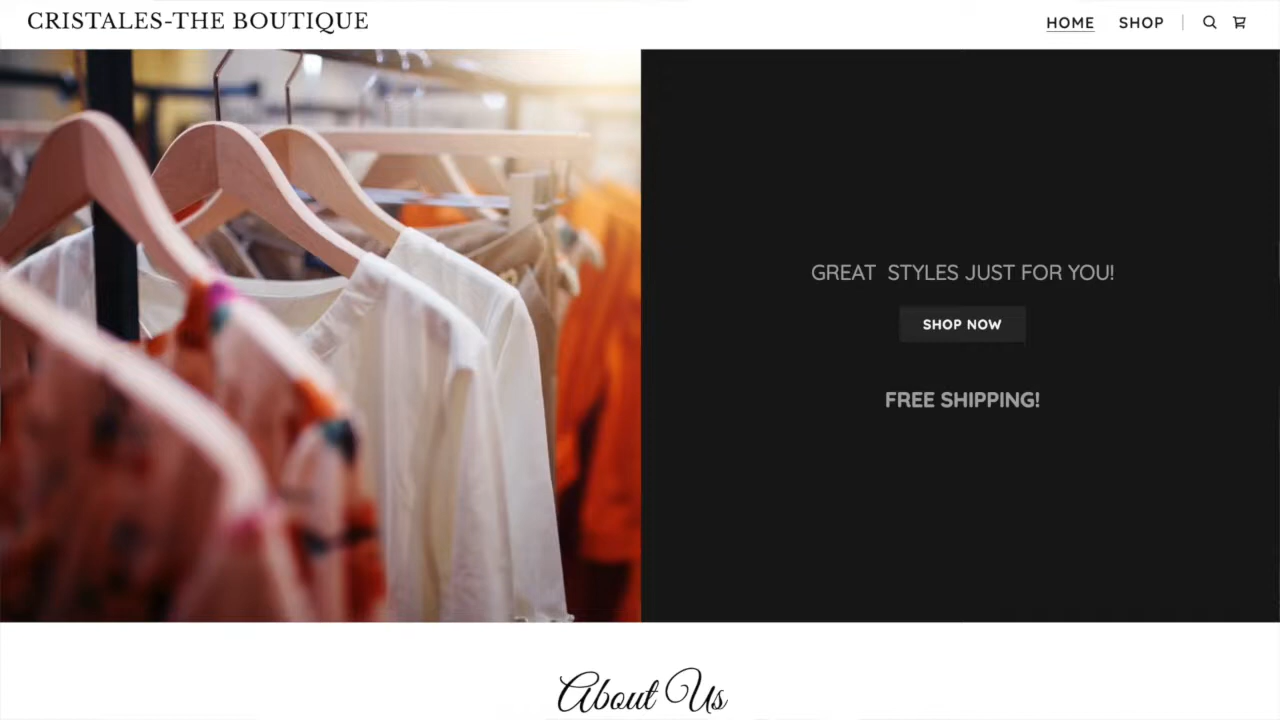 CRISTALES-THE BOUTIQUE
HOME SHOP
GREAT STYLES JUST FOR YOU!
SHOP NOW
FREE SHIPPING!
About Us